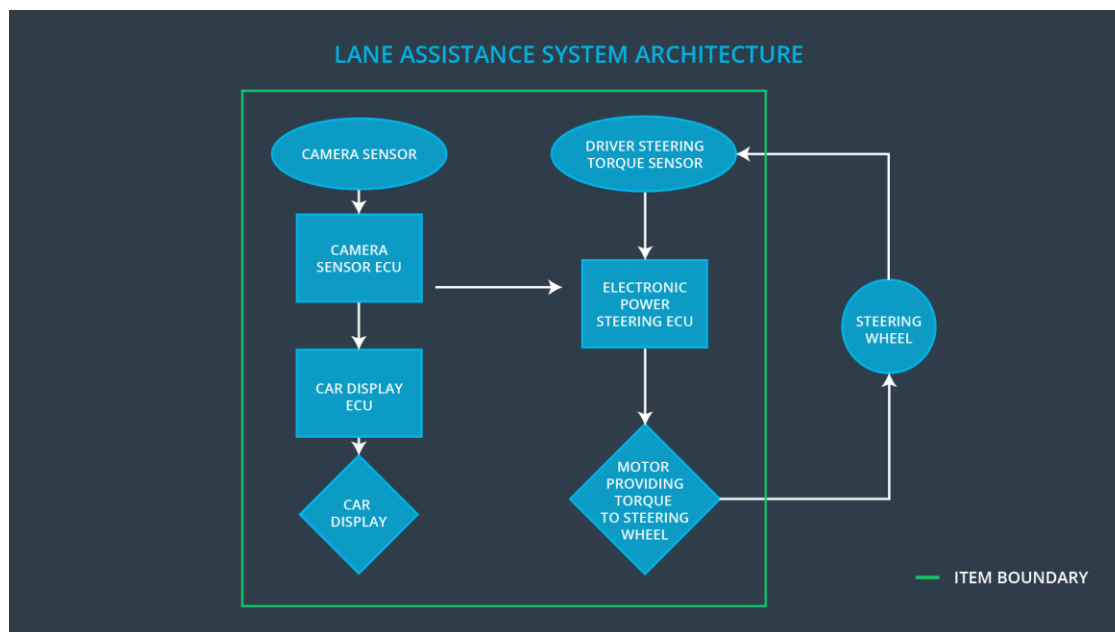 LANE ASSISTANCE SYSTEM ARCHITECTURE
CAMERA SENSOR
DRIVER STEERING
TORQUE SENSOR
CAMERA
SENSOR ECU
ELECTRONIC
POWER
STEERING ECU
STEERING
WHEEL
CAR DISPLAY
ECU
CAR
DISPLAY
MOTOR
PROVIDING
TORQUE
TO STEERING
WHEEL
ITEM BOUNDARY